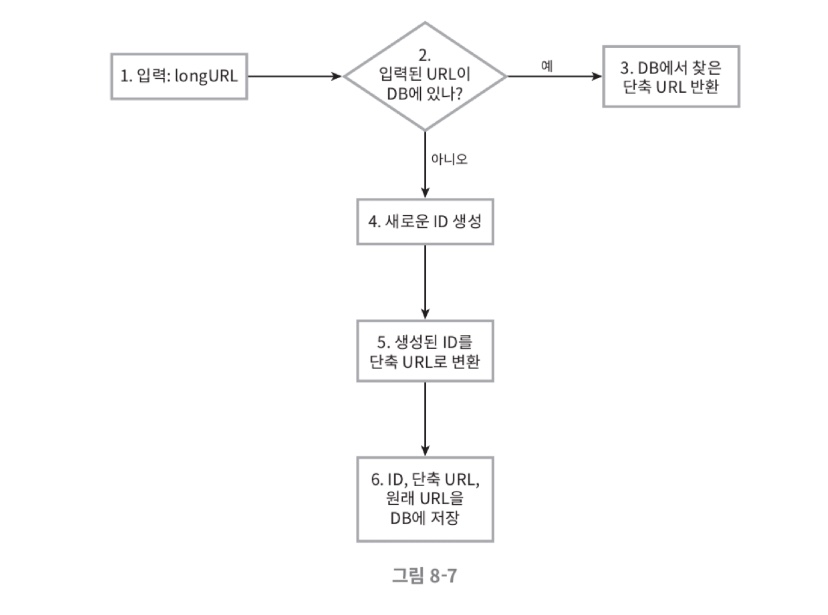 1. 입력: longURL
2.
입력된 URL이
DB에 있나?
예
3. DB에서 찾은
단축 URL 반환
아니오
4. 새로운 ID 생성
5. 생성된 ID를
단축 URL로 변환
6. ID, 단축 URL,
원래 URL을
DB에 저장
그림 8-7